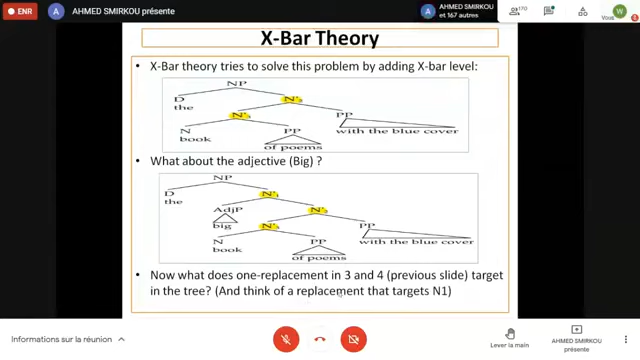 ENR
AHMED SMIRKOU présente
A
AHMED SMIRKOU
et 167 autres
170
W
Vous
X-Bar Theory
X-Bar theory tries to solve this problem by adding X-bar level:
NP
D
the
N'
N'
PP
N
book
PP
of poems
with the blue cover
What about the adjective (Big) ?
NP
D
the
N'
AdjP
big
N'
N'
PP
N
book
PP
of poems
with the blue cover
Now what does one-replacement in 3 and 4 (previous slide) target
in the tree? (And think of a replacement that targets N1)
Informations sur la réunion
Lever la main
AHMED SMIRKOU
présente